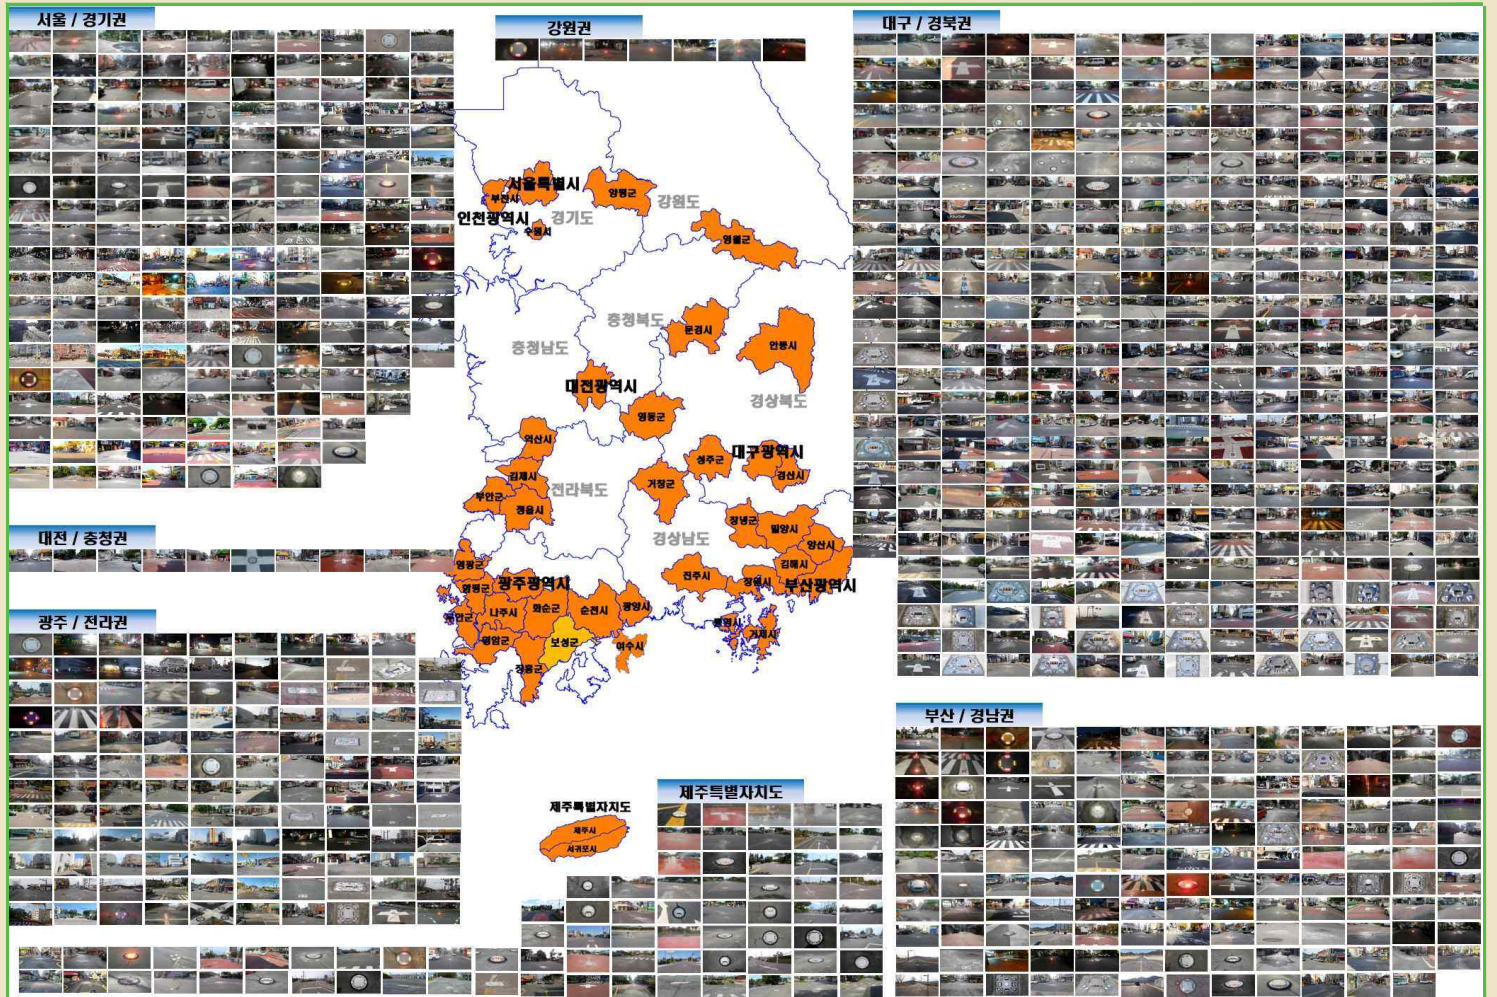 서울 / 경기권
강원권
대구 / 경북권
서울특별시
부천시
양평군
인천광역시
경기도
강원도
수원시
영월군
충청북도
문경시
충청남도
안동시
대전광역시
경상북도
영동군
익산시
성주군
대구광역시
경산시
김제시
거창군
부안군
전라북도
정읍시
창녕군
밀양시
대전 / 충청권
경상남도
양산시
영광군
김해시
광주광역시
진주시
창원시
부산광역시
함평군
나주시
화순군
순천시
광양시
광주 / 전라권
무안군
통영시
영암군
보성군
여수시
거제시
장흥군
부산 / 경남권
제주특별자치도
제주특별자치도
제주시
서귀포시